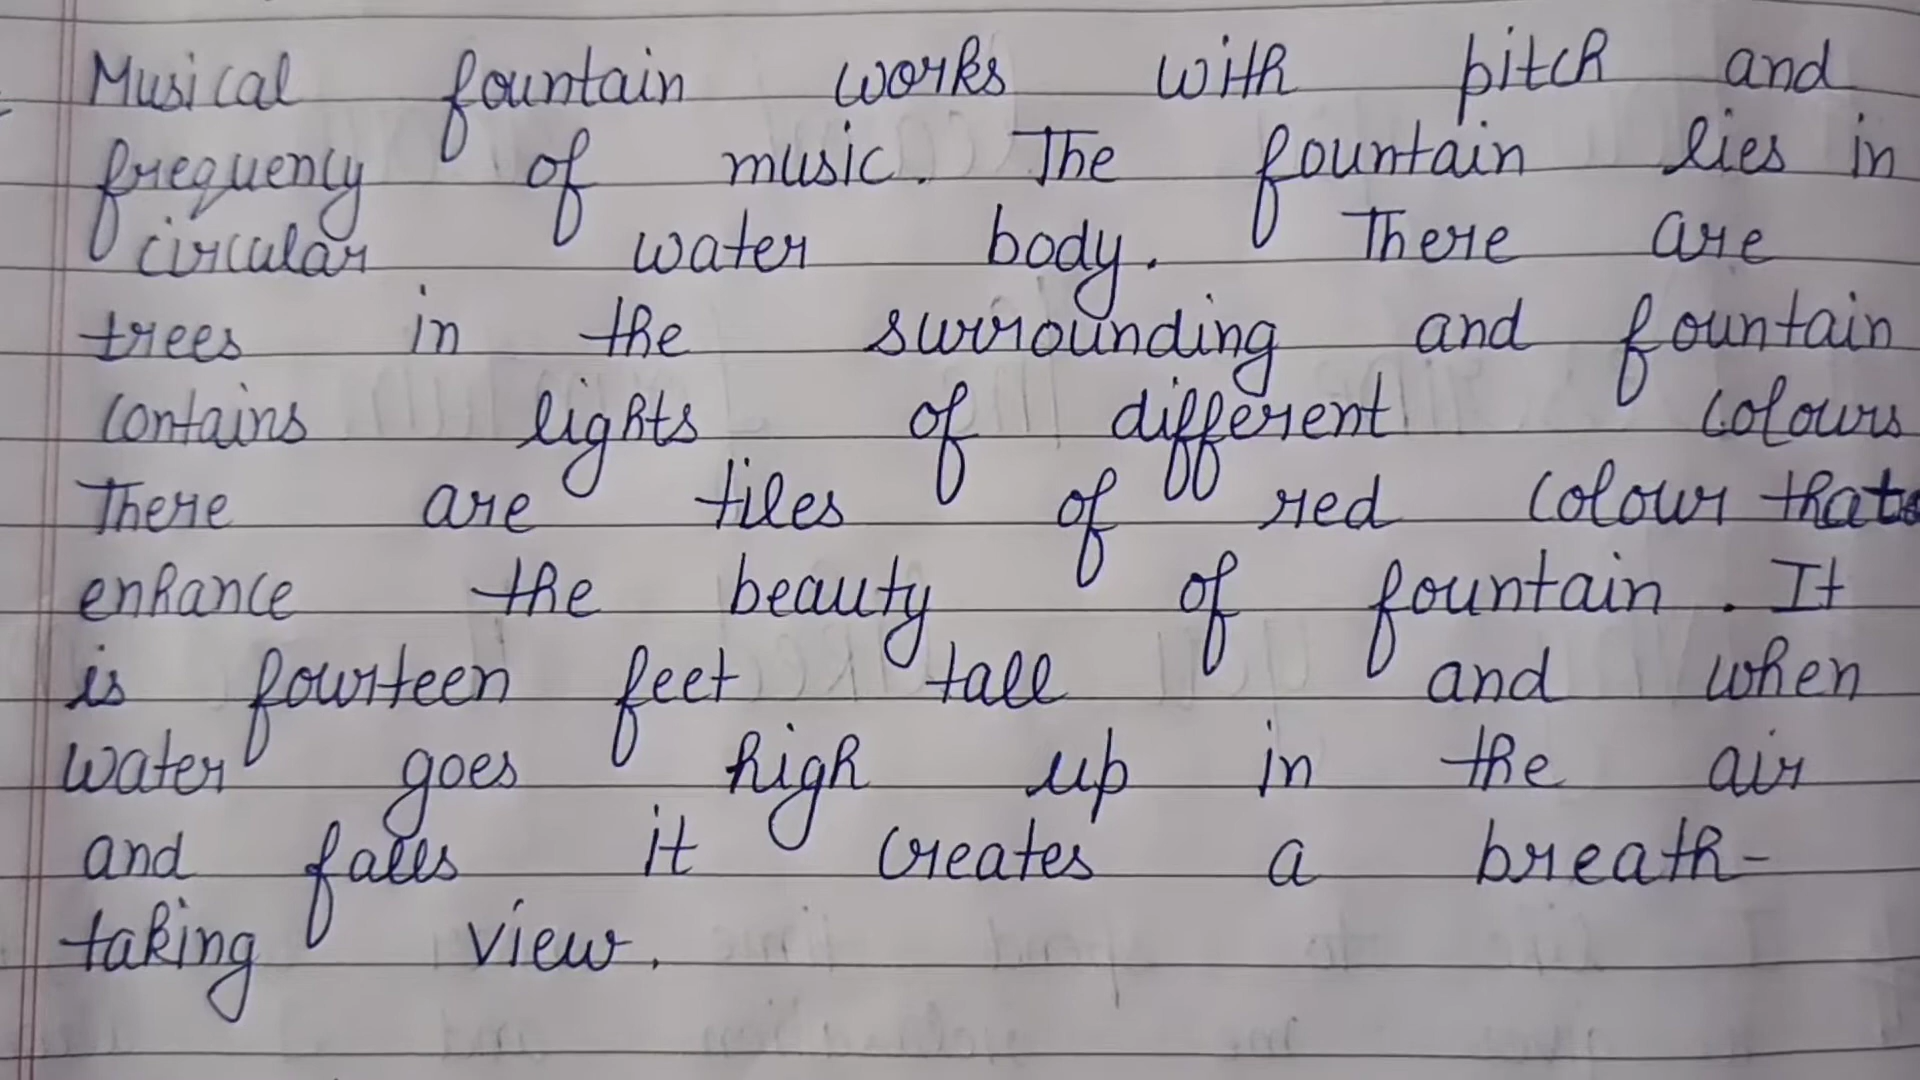 Musical fountain works with pitch and
frequency of music. The fountain lies in
circular water body. There are
trees in the surrounding and fountain
contains lights of different colours
There are tiles of red colour that
enhance the beauty of fountain. It
is fourteen feet tall and when
water goes high up in the air
and falls it creates a breath-
taking view.